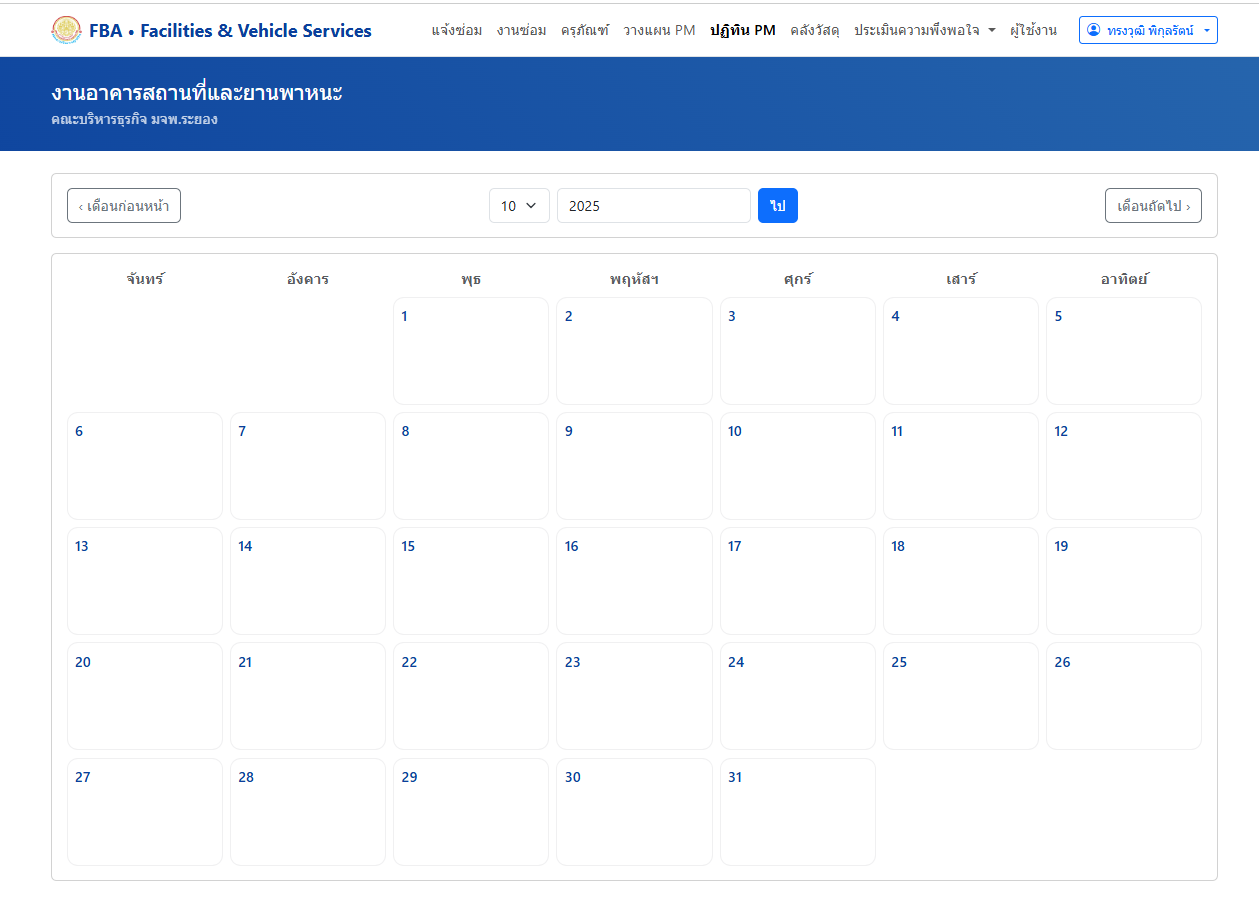 FBA • Facilities & Vehicle Services แจ้งซ่อม งานซ่อม ครุภัณฑ์ วางแผน PM ปฏิทิน PM คลังวัสดุ ประเมินความพึงพอใจ ผู้ใช้งาน ทรงวุฒิ พิกุลรัตน์
งานอาคารสถานที่และยานพาหนะ
คณะบริหารธุรกิจ มจพ.ระยอง
‹ เดือนก่อนหน้า 10 2025 ไป เดือนถัดไป ›
จันทร์ อังคาร พุธ พฤหัสฯ ศุกร์ เสาร์ อาทิตย์
1 2 3 4 5
6 7 8 9 10 11 12
13 14 15 16 17 18 19
20 21 22 23 24 25 26
27 28 29 30 31